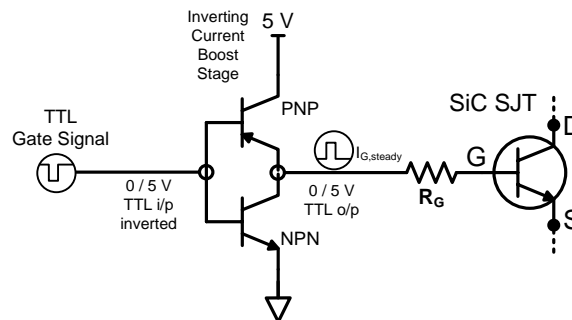 Inverting
Current
Boost
Stage
5 V
PNP
TTL
Gate Signal
SiC SJT
D
I_G,steady
G
0 / 5 V
TTL i/p
inverted
0 / 5 V
TTL o/p
R_G
S
NPN